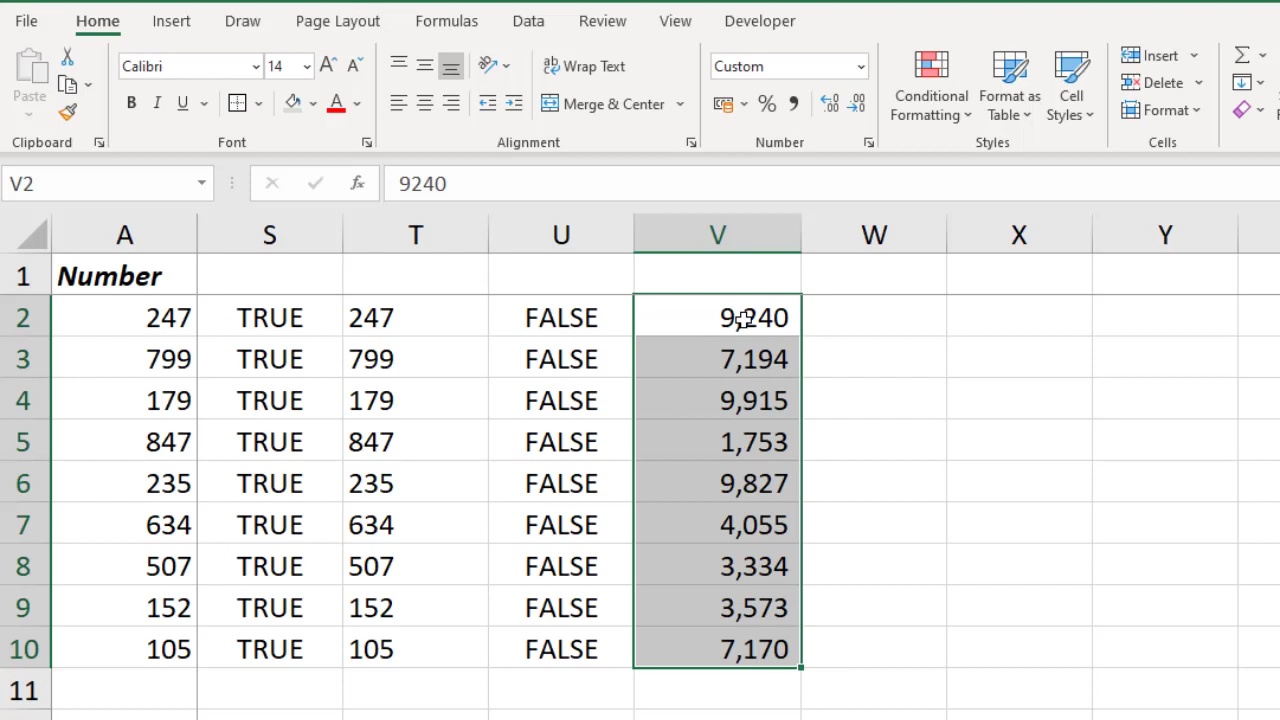 File Home Insert Draw Page Layout Formulas Data Review View Developer
Calibri 14 A^ Aˇ ab Wrap Text Custom Insert
Paste B I U A Merge & Center % , Conditional Formatting Format as Table Cell Styles Delete
Format
Clipboard Font Alignment Number Styles Cells
V2 fx 9240
A S T U V W X Y
1 Number
2 247 TRUE 247 FALSE 9,240
3 799 TRUE 799 FALSE 7,194
4 179 TRUE 179 FALSE 9,915
5 847 TRUE 847 FALSE 1,753
6 235 TRUE 235 FALSE 9,827
7 634 TRUE 634 FALSE 4,055
8 507 TRUE 507 FALSE 3,334
9 152 TRUE 152 FALSE 3,573
10 105 TRUE 105 FALSE 7,170
11